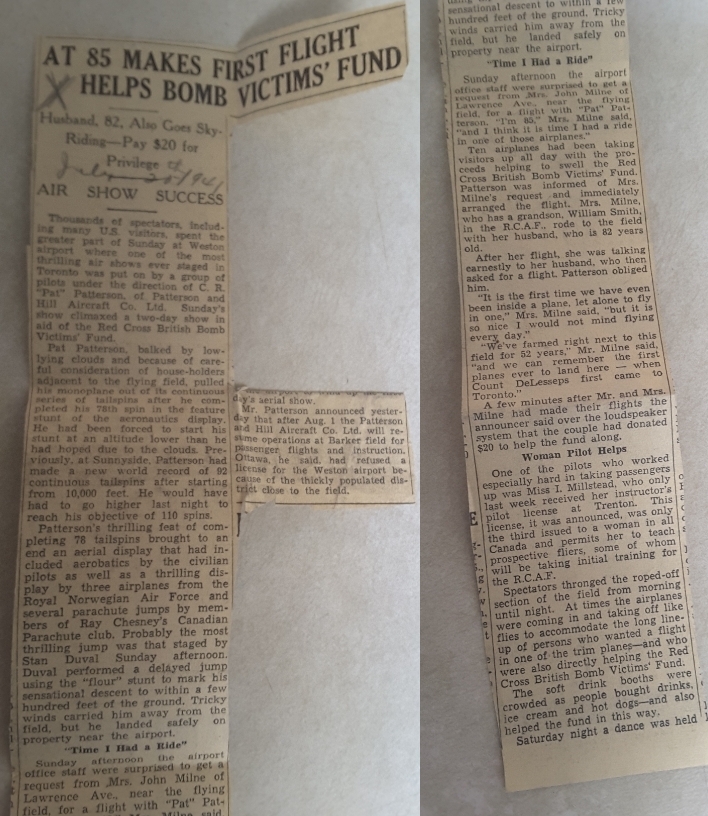 AT 85 MAKES FIRST FLIGHT
HELPS BOMB VICTIMS' FUND
Husband, 82, Also Goes Sky-
Riding—Pay $20 for
Privilege
July
AIR SHOW SUCCESS
Thousands of spectators, includ-
ing many U.S. visitors, spent the
greater part of Sunday at Weston
airport where one of the most
thrilling air shows ever staged in
Toronto was put on by a group of
pilots under the direction of C. R.
"Pat" Patterson, of Patterson and
Hill Aircraft Co. Ltd. Sunday's
show climaxed a two-day show in
aid of the Red Cross British Bomb
Victims' Fund.
Pat Patterson, balked by low-
lying clouds and because of care-
ful consideration of house-holders
adjacent to the flying field, pulled
his monoplane out of its continuous
series of tailspins after he com-
pleted his 78th spin in the feature
stunt of the aeronautics display.
He had been forced to start his
stunt at an altitude lower than he
had hoped due to the clouds. Pre-
viously, at Sunnyside, Patterson had
made a new world record of 92
continuous tailspins after starting
from 10,000 feet. He would have
had to go higher last night to
reach his objective of 110 spins.
Patterson's thrilling feat of com-
pleting 78 tailspins brought to an
end an aerial display that had in-
cluded aerobatics by the civilian
pilots as well as a thrilling dis-
play by three airplanes from the
Royal Norwegian Air Force and
several parachute jumps by mem-
bers of Ray Chesney's Canadian
Parachute club. Probably the most
thrilling jump was that staged by
Stan Duval Sunday afternoon.
Duval performed a delayed jump
using the "flour" stunt to mark his
sensational descent to within a few
hundred feet of the ground. Tricky
winds carried him away from the
field, but he landed safely on
property near the airport.
"Time I Had a Ride"
Sunday afternoon the airport
office staff were surprised to get a
request from Mrs. John Milne of
Lawrence Ave., near the flying
field, for a flight with "Pat" Pat-
day's aerial show.
Mr. Patterson announced yester-
day that after Aug. 1 the Patterson
and Hill Aircraft Co. Ltd. will re-
sume operations at Barker field for
passenger flights and instruction.
Ottawa, he said, had refused a
license for the Weston airport be-
cause of the thickly populated dis-
trict close to the field.
sensational descent to within a few
hundred feet of the ground. Tricky
winds carried him away from the
field, but he landed safely on
property near the airport.
"Time I Had a Ride"
Sunday afternoon the airport
office staff were surprised to get a
request from Mrs. John Milne of
Lawrence Ave., near the flying
field, for a flight with "Pat" Pat-
terson. "I'm 85," Mrs. Milne said,
"and I think it is time I had a ride
in one of those airplanes."
Ten airplanes had been taking
visitors up all day with the pro-
ceeds helping to swell the Red
Cross British Bomb Victims' Fund.
Patterson was informed of Mrs.
Milne's request and immediately
arranged the flight. Mrs. Milne,
who has a grandson, William Smith,
in the R.C.A.F., rode to the field
with her husband, who is 82 years
old.
After her flight, she was talking
earnestly to her husband, who then
asked for a flight. Patterson obliged
him.
"It is the first time we have even
been inside a plane, let alone to fly
in one," Mrs. Milne said, "but it is
so nice I would not mind flying
every day."
"We've farmed right next to this
field for 52 years," Mr. Milne said,
"and we can remember the first
planes ever to land here — when
Count DeLesseps first came to
Toronto."
A few minutes after Mr. and Mrs.
Milne had made their flights the
announcer said over the loudspeaker
system that the couple had donated
$20 to help the fund along.
Woman Pilot Helps
One of the pilots who worked
especially hard in taking passengers
up was Miss I. Millstead, who only
last week received her instructor's
pilot license at Trenton. This
license, it was announced, was only
the third issued to a woman in all
Canada and permits her to teach
prospective fliers, some of whom
will be taking initial training for
the R.C.A.F.
Spectators thronged the roped-off
section of the field from morning
until night. At times the airplanes
were coming in and taking off like
flies to accommodate the long line-
up of persons who wanted a flight
in one of the trim planes—and who
were also directly helping the Red
Cross British Bomb Victims' Fund.
The soft drink booths were
crowded as people bought drinks,
ice cream and hot dogs—and also
helped the fund in this way.
Saturday night a dance was held